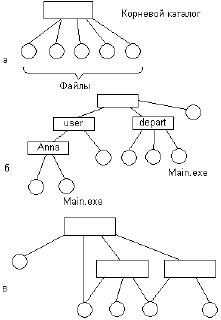 Корневой каталог
а
Файлы
user
depart
Anna
Main.exe
б
Main.exe
в